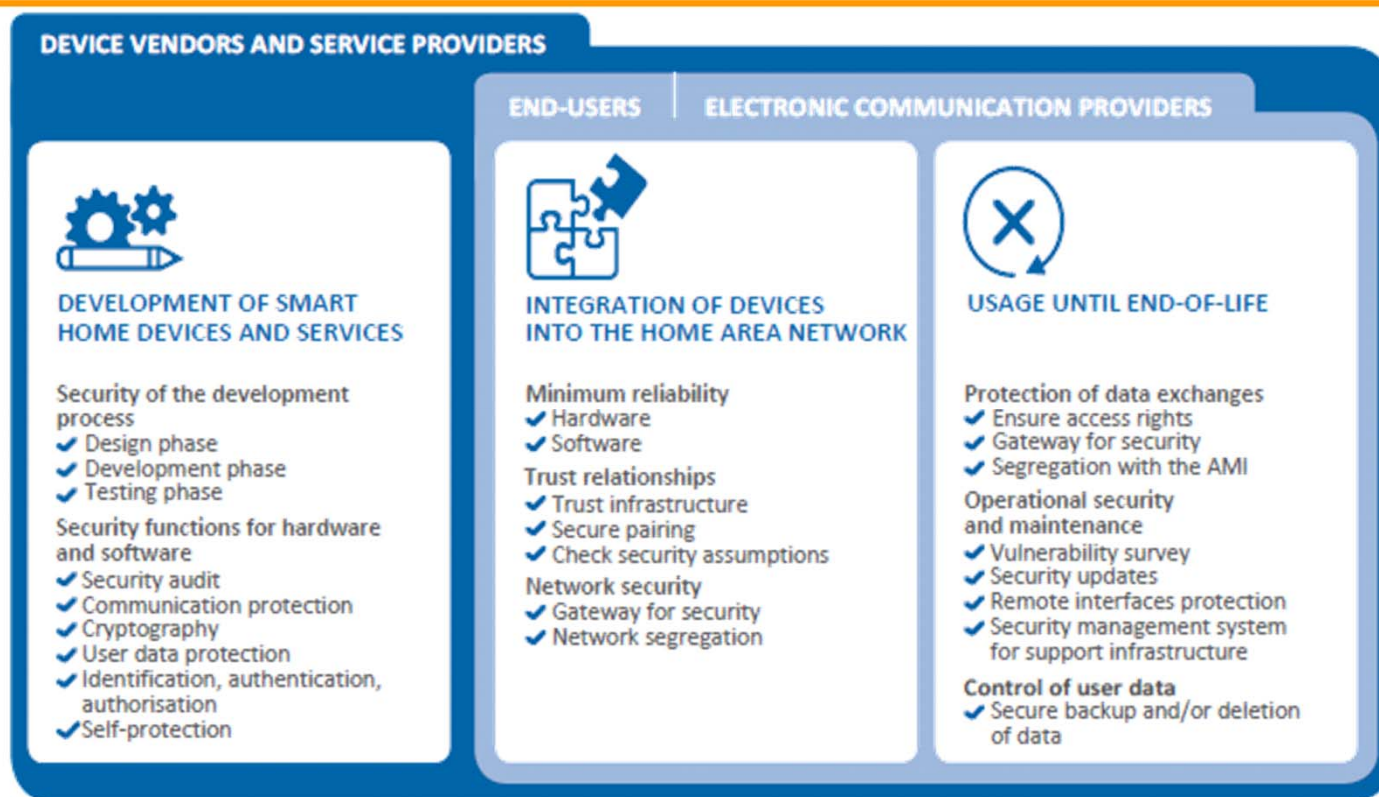 DEVICE VENDORS AND SERVICE PROVIDERS
END-USERS
ELECTRONIC COMMUNICATION PROVIDERS
DEVELOPMENT OF SMART
HOME DEVICES AND SERVICES
Security of the development
process
Design phase
Development phase
Testing phase
Security functions for hardware
and software
Security audit
Communication protection
Cryptography
User data protection
Identification, authentication,
authorisation
Self-protection
INTEGRATION OF DEVICES
INTO THE HOME AREA NETWORK
Minimum reliability
Hardware
Software
Trust relationships
Trust infrastructure
Secure pairing
Check security assumptions
Network security
Gateway for security
Network segregation
USAGE UNTIL END-OF-LIFE
Protection of data exchanges
Ensure access rights
Gateway for security
Segregation with the AMI
Operational security
and maintenance
Vulnerability survey
Security updates
Remote interfaces protection
Security management system
for support infrastructure
Control of user data
Secure backup and/or deletion
of data